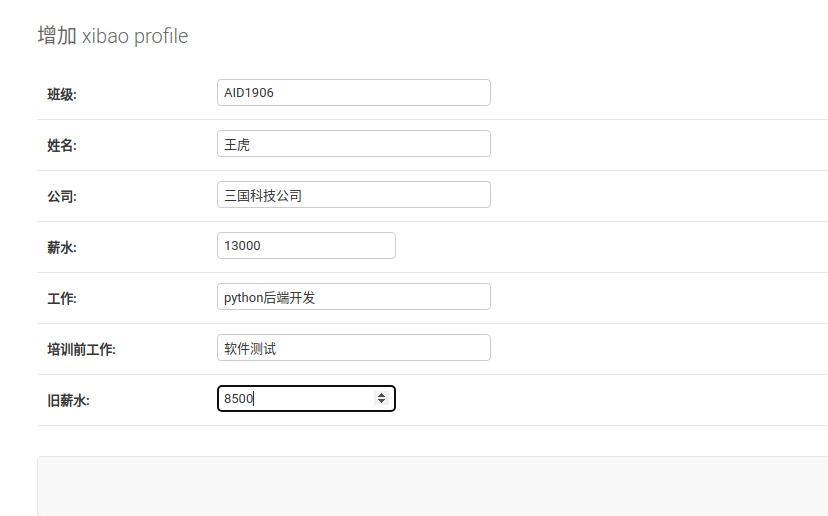 增加 xibao profile
班级: AID1906
姓名: 王虎
公司: 三国科技公司
薪水: 13000
工作: python后端开发
培训前工作: 软件测试
旧薪水: 8500